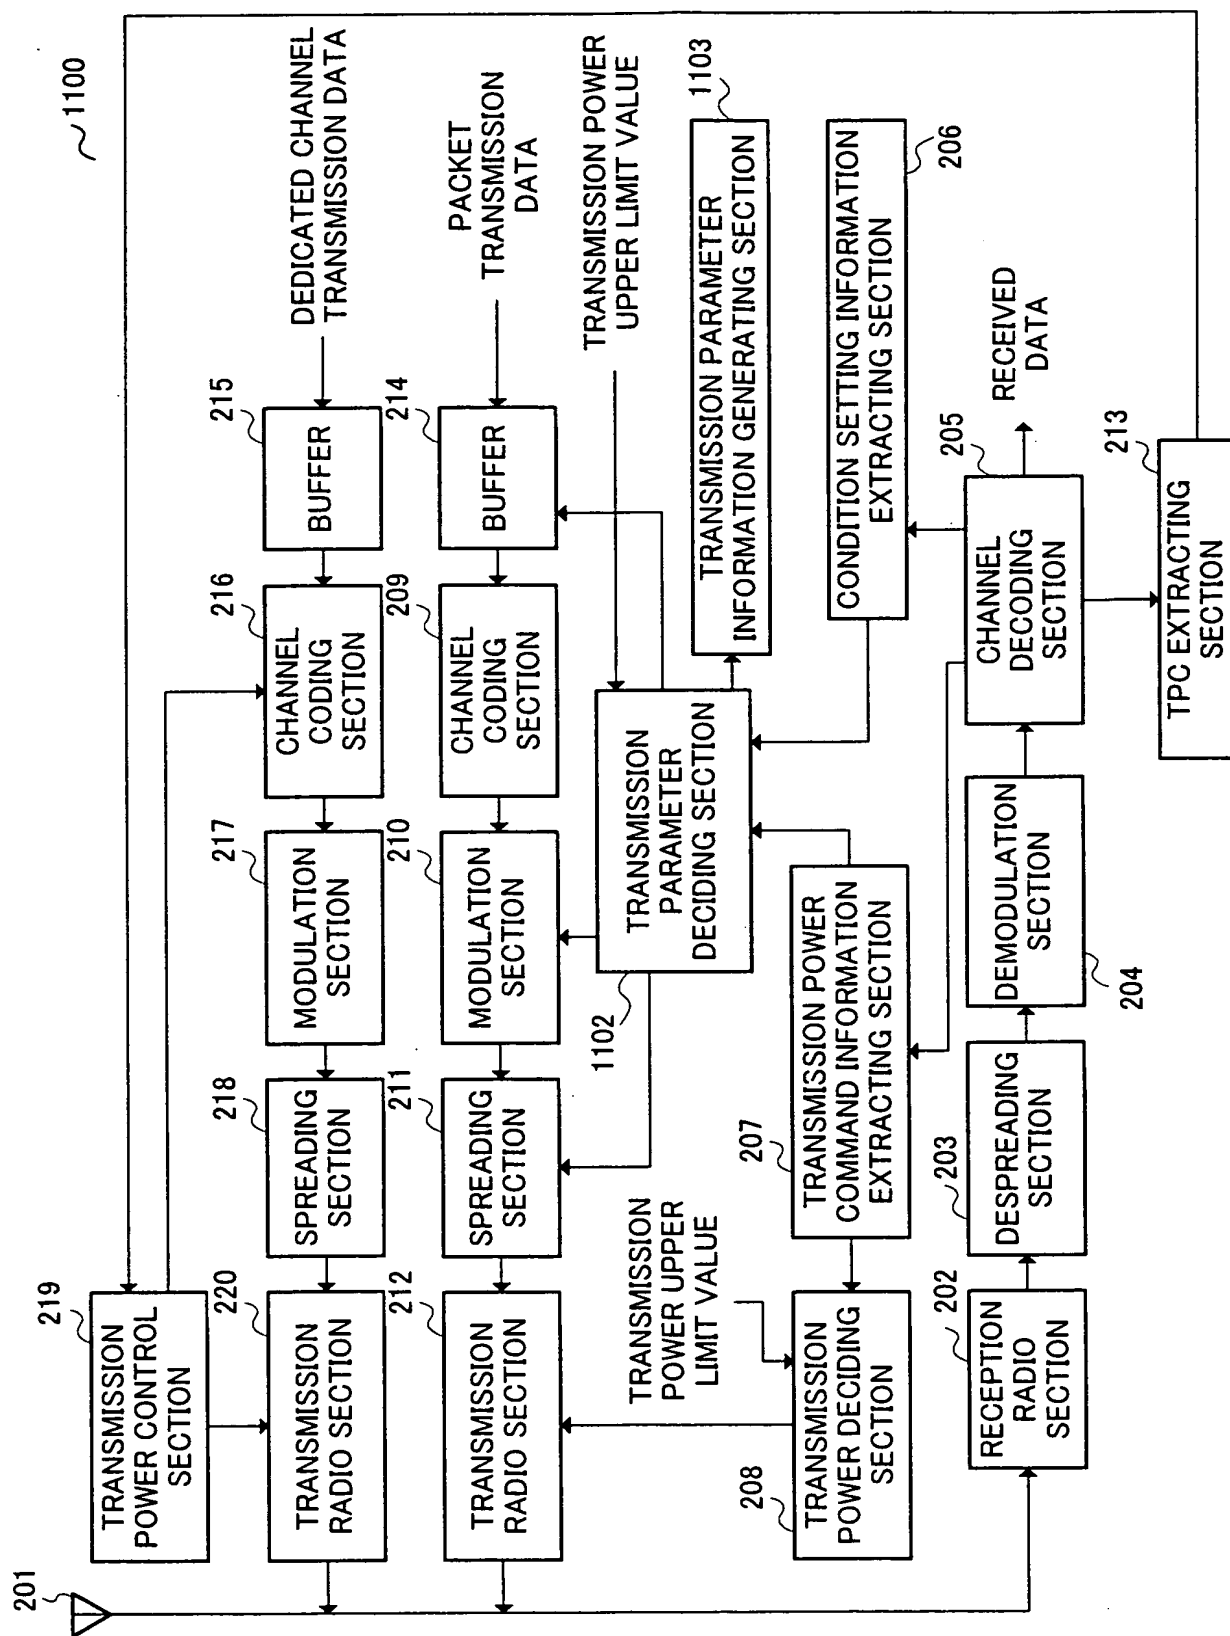 1100
201
TRANSMISSION
POWER CONTROL
SECTION
219
DEDICATED CHANNEL
TRANSMISSION DATA
TRANSMISSION
RADIO SECTION
220
SPREADING
SECTION
218
MODULATION
SECTION
217
CHANNEL
CODING
SECTION
216
BUFFER
215
PACKET
TRANSMISSION
DATA
TRANSMISSION
RADIO SECTION
212
SPREADING
SECTION
211
MODULATION
SECTION
210
CHANNEL
CODING
SECTION
209
BUFFER
214
TRANSMISSION POWER
UPPER LIMIT VALUE
TRANSMISSION
PARAMETER
DECIDING SECTION
1102
TRANSMISSION PARAMETER
INFORMATION GENERATING SECTION
1103
TRANSMISSION
POWER UPPER
LIMIT VALUE
TRANSMISSION
POWER DECIDING
SECTION
208
TRANSMISSION POWER
COMMAND INFORMATION
EXTRACTING SECTION
207
CONDITION SETTING INFORMATION
EXTRACTING SECTION
206
RECEPTION
RADIO
SECTION
202
DESPREADING
SECTION
203
DEMODULATION
SECTION
204
CHANNEL
DECODING
SECTION
205
RECEIVED
DATA
TPC EXTRACTING
SECTION
213